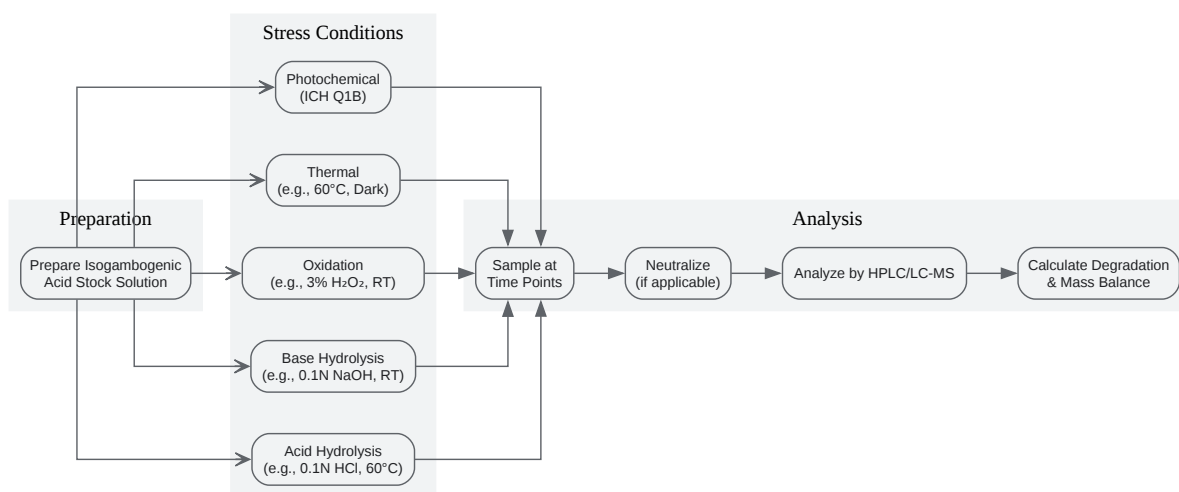 Stress Conditions
Photochemical
(ICH Q1B)
Thermal
(e.g., 60°C, Dark)
Preparation
Analysis
Prepare Isogambogenic
Acid Stock Solution
Oxidation
(e.g., 3% H₂O₂, RT)
Sample at
Time Points
Neutralize
(if applicable)
Analyze by HPLC/LC-MS
Calculate Degradation
& Mass Balance
Base Hydrolysis
(e.g., 0.1N NaOH, RT)
Acid Hydrolysis
(e.g., 0.1N HCl, 60°C)